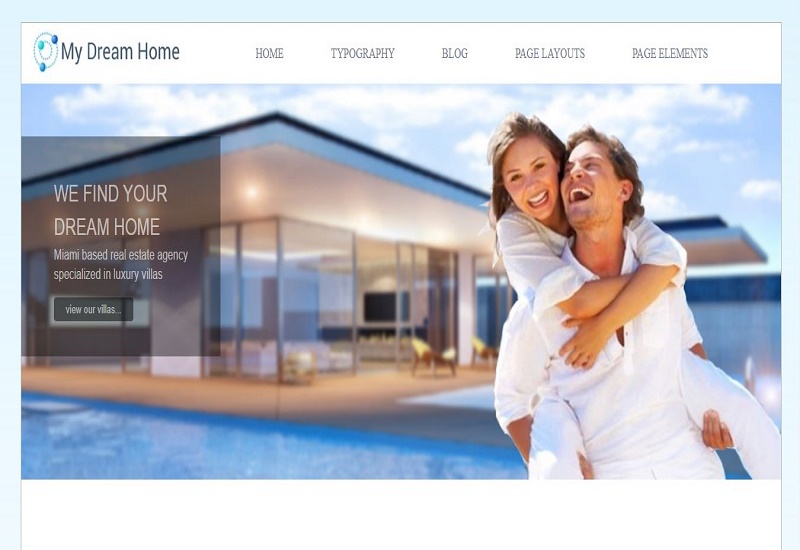 My Dream Home
HOME TYPOGRAPHY BLOG PAGE LAYOUTS PAGE ELEMENTS
WE FIND YOUR
DREAM HOME
Miami based real estate agency
specialized in luxury villas
view our villas...